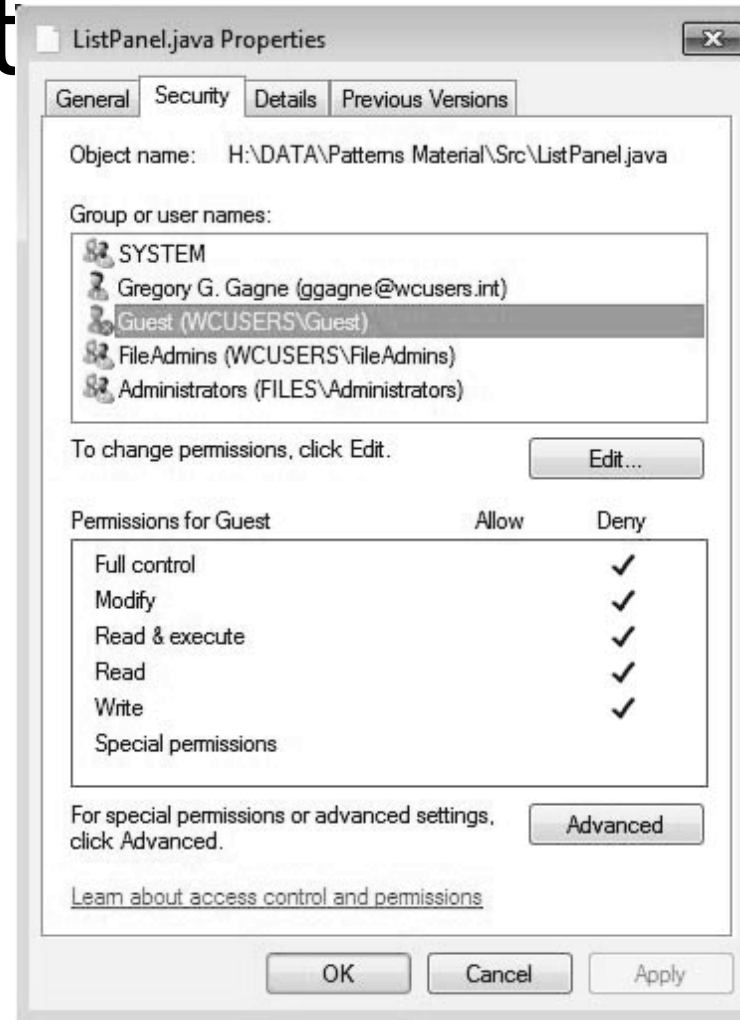 t
ListPanel.java Properties
General Security Details Previous Versions
Object name: H:\DATA\Patterns Material\Src\ListPanel.java
Group or user names:
SYSTEM
Gregory G. Gagne (ggagne@wcusers.int)
Guest (WCUSERS\Guest)
FileAdmins (WCUSERS\FileAdmins)
Administrators (FILES\Administrators)
To change permissions, click Edit.
Edit...
Permissions for Guest Allow Deny
Full control
Modify
Read & execute
Read
Write
Special permissions
For special permissions or advanced settings,
click Advanced.
Advanced
Learn about access control and permissions
OK Cancel Apply